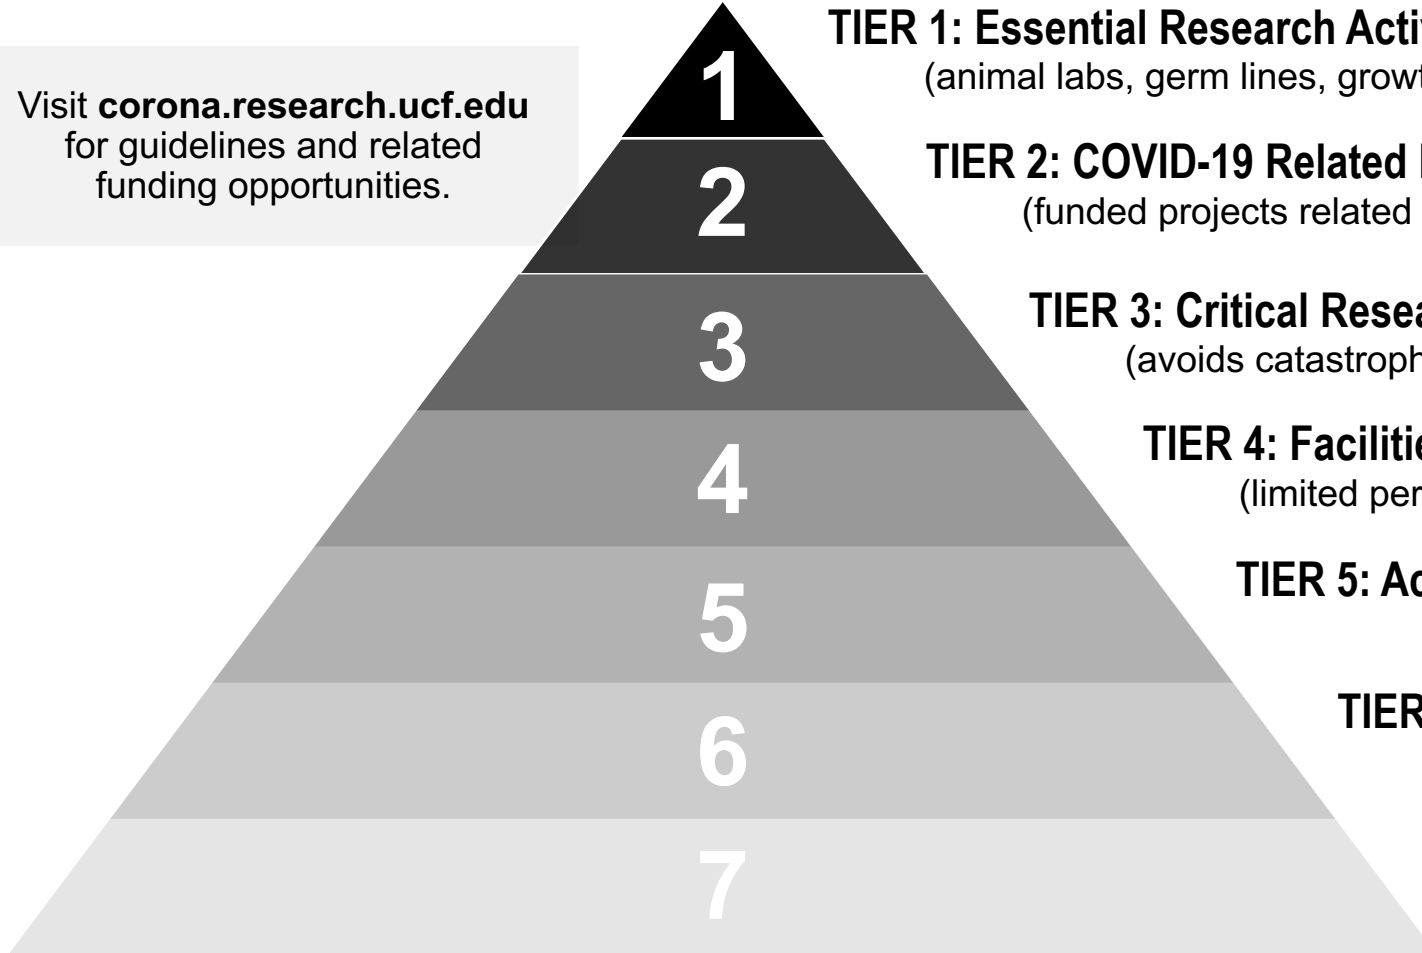 Visit corona.research.ucf.edu
for guidelines and related
funding opportunities.
1
TIER 1: Essential Research Acti
(animal labs, germ lines, growt
2
TIER 2: COVID-19 Related
(funded projects related
3
TIER 3: Critical Resea
(avoids catastroph
4
TIER 4: Faciliti
(limited per
5
TIER 5: Ac
6
TIER
7